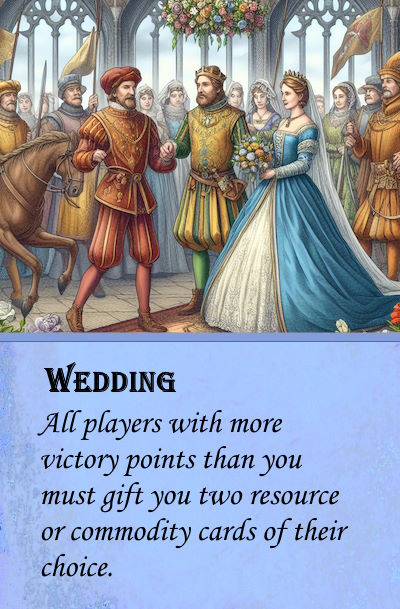 Wedding
All players with more
victory points than you
must gift you two resource
or commodity cards of their
choice.